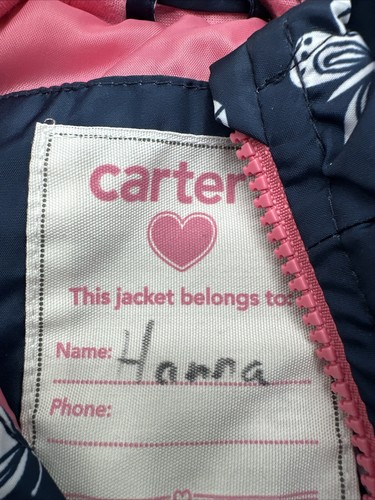 carter
This jacket belongs to:
Name: Hanna
Phone: